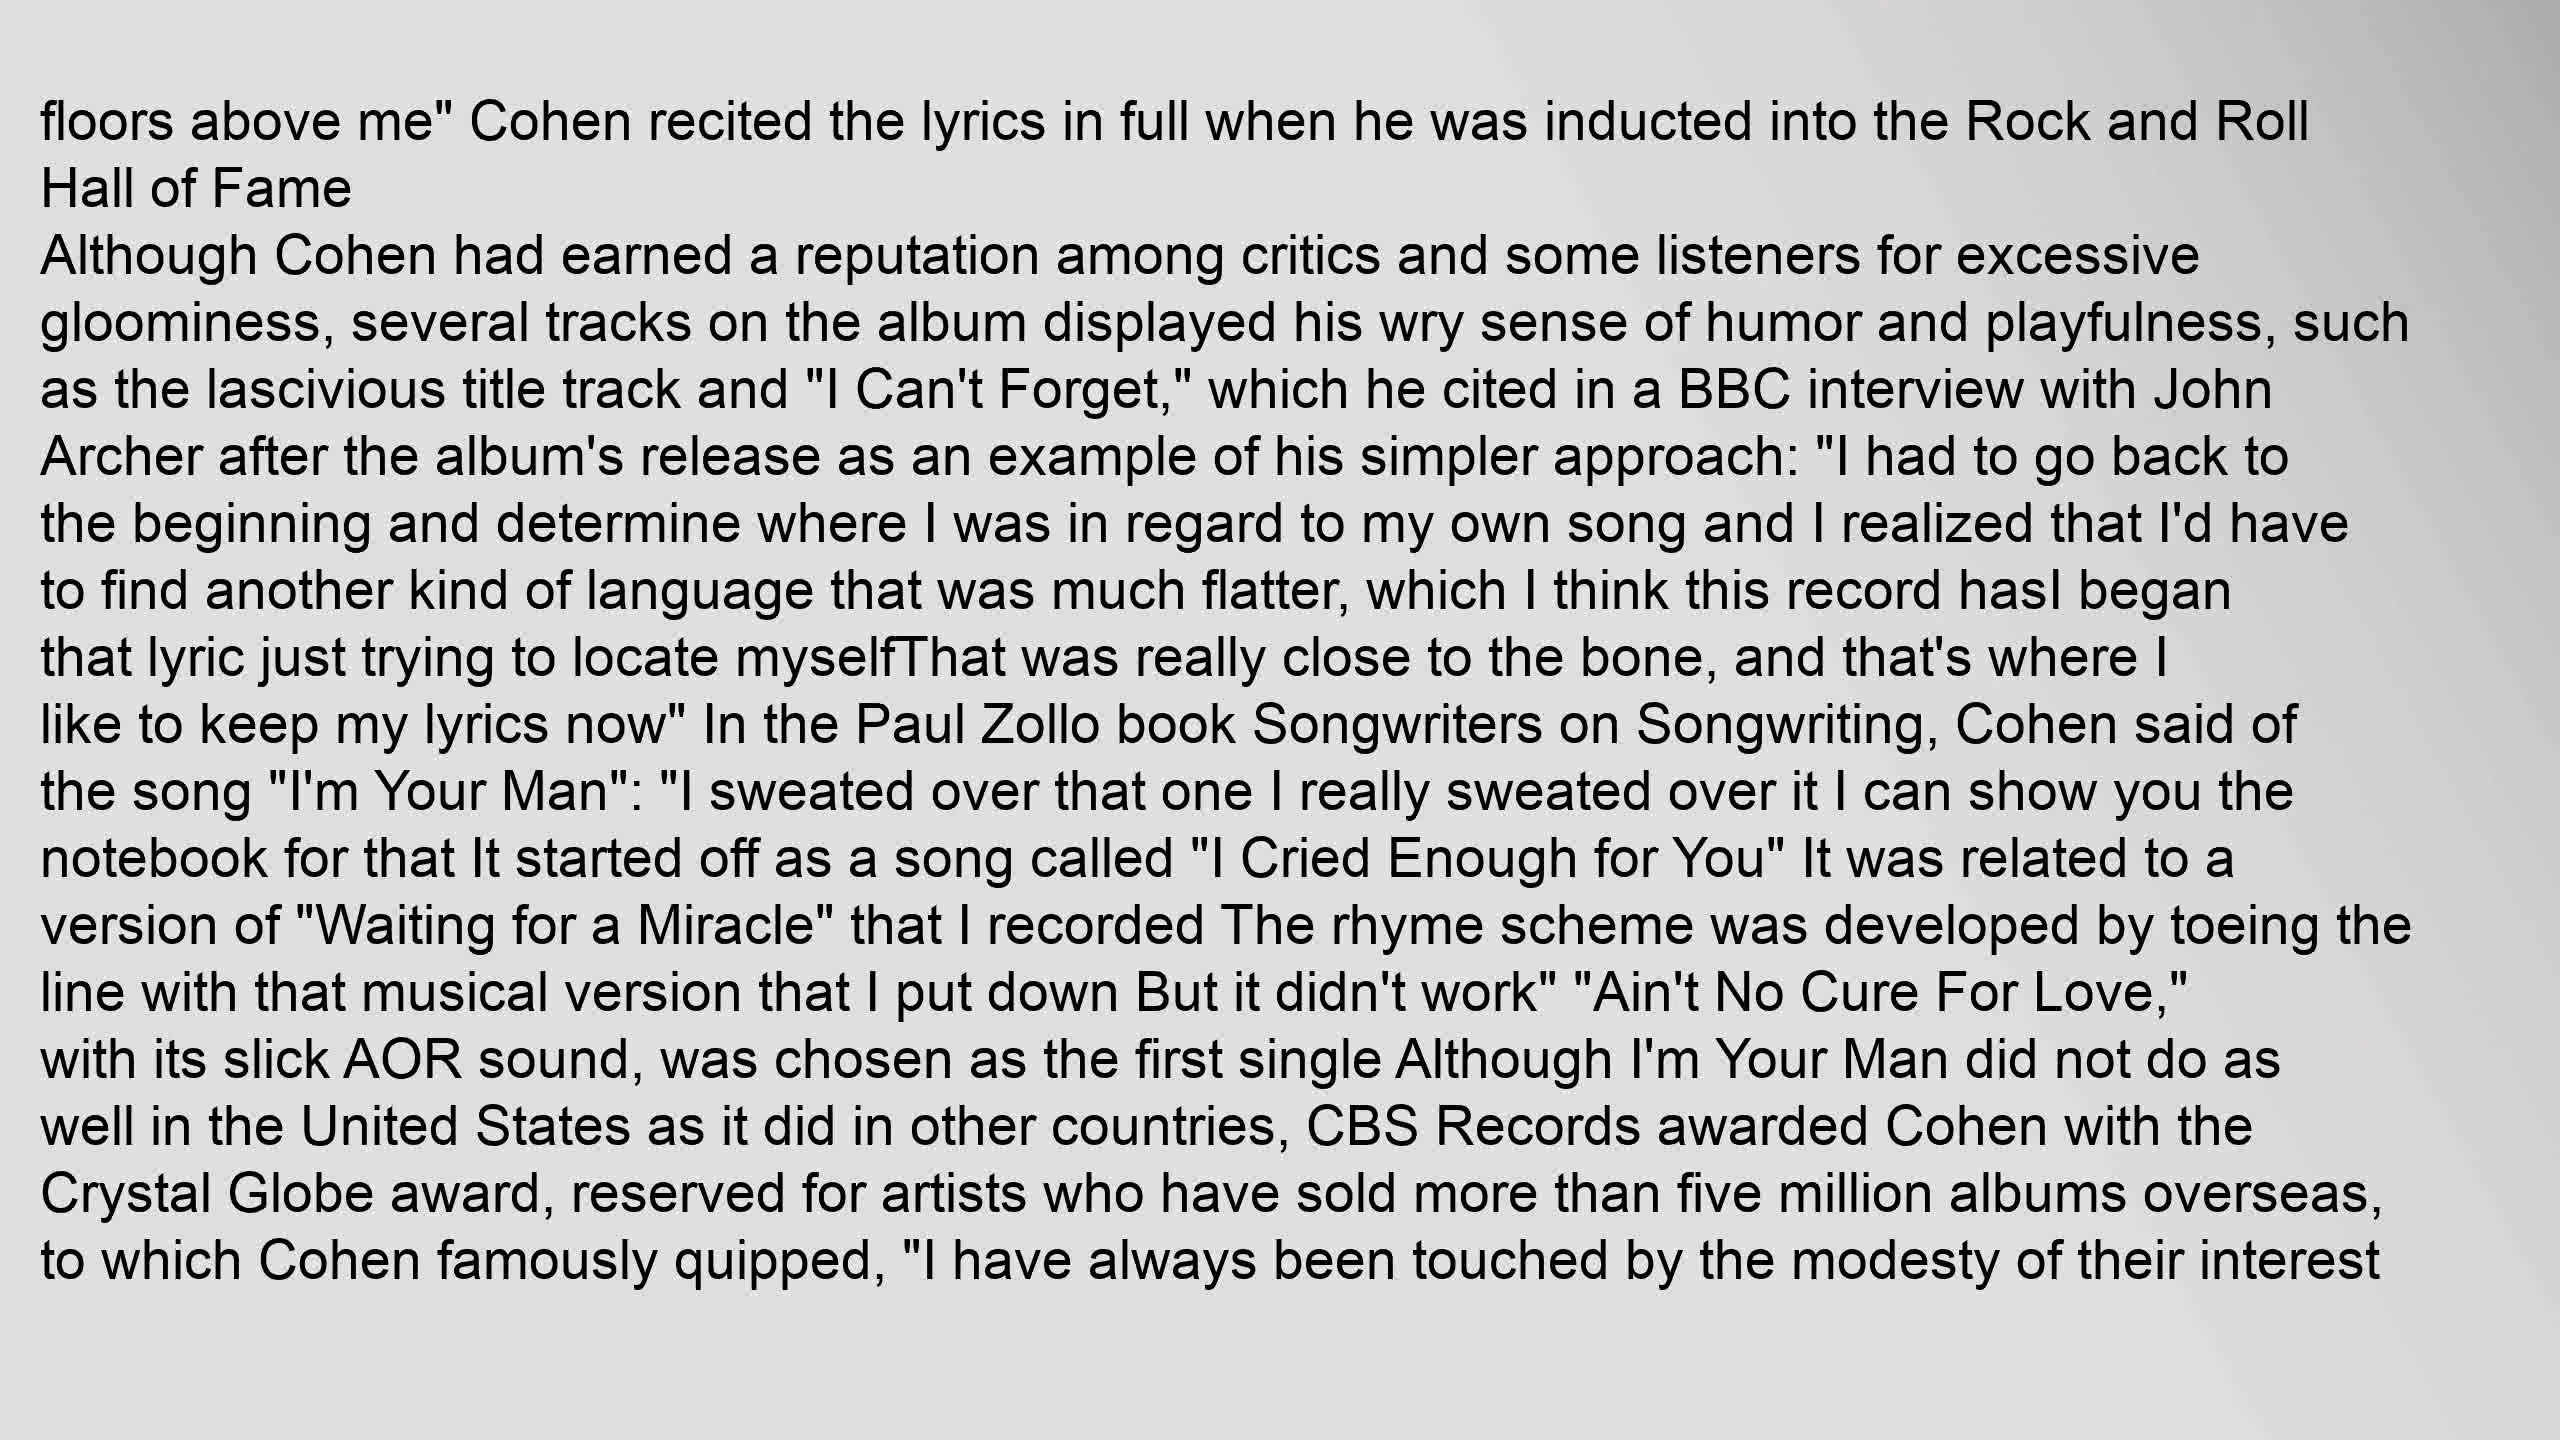 floors above me" Cohen recited the lyrics in full when he was inducted into the Rock and Roll
Hall of Fame
Although Cohen had earned a reputation among critics and some listeners for excessive
gloominess, several tracks on the album displayed his wry sense of humor and playfulness, such
as the lascivious title track and "I Can't Forget," which he cited in a BBC interview with John
Archer after the album's release as an example of his simpler approach: "I had to go back to
the beginning and determine where I was in regard to my own song and I realized that I'd have
to find another kind of language that was much flatter, which I think this record hasI began
that lyric just trying to locate myselfThat was really close to the bone, and that's where I
like to keep my lyrics now" In the Paul Zollo book Songwriters on Songwriting, Cohen said of
the song "I'm Your Man": "I sweated over that one I really sweated over it I can show you the
notebook for that It started off as a song called "I Cried Enough for You" It was related to a
version of "Waiting for a Miracle" that I recorded The rhyme scheme was developed by toeing the
line with that musical version that I put down But it didn't work" "Ain't No Cure For Love,"
with its slick AOR sound, was chosen as the first single Although I'm Your Man did not do as
well in the United States as it did in other countries, CBS Records awarded Cohen with the
Crystal Globe award, reserved for artists who have sold more than five million albums overseas,
to which Cohen famously quipped, "I have always been touched by the modesty of their interest